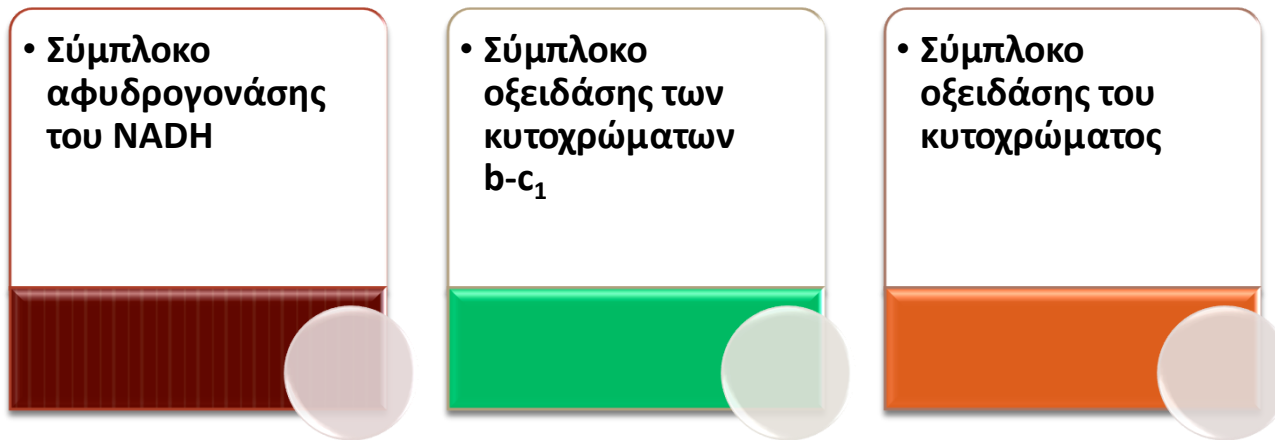 • Σύμπλοκο
αφυδρογονάσης
του NADH
• Σύμπλοκο
οξειδάσης των
κυτοχρώματων
b-c₁
• Σύμπλοκο
οξειδάσης του
κυτοχρώματος